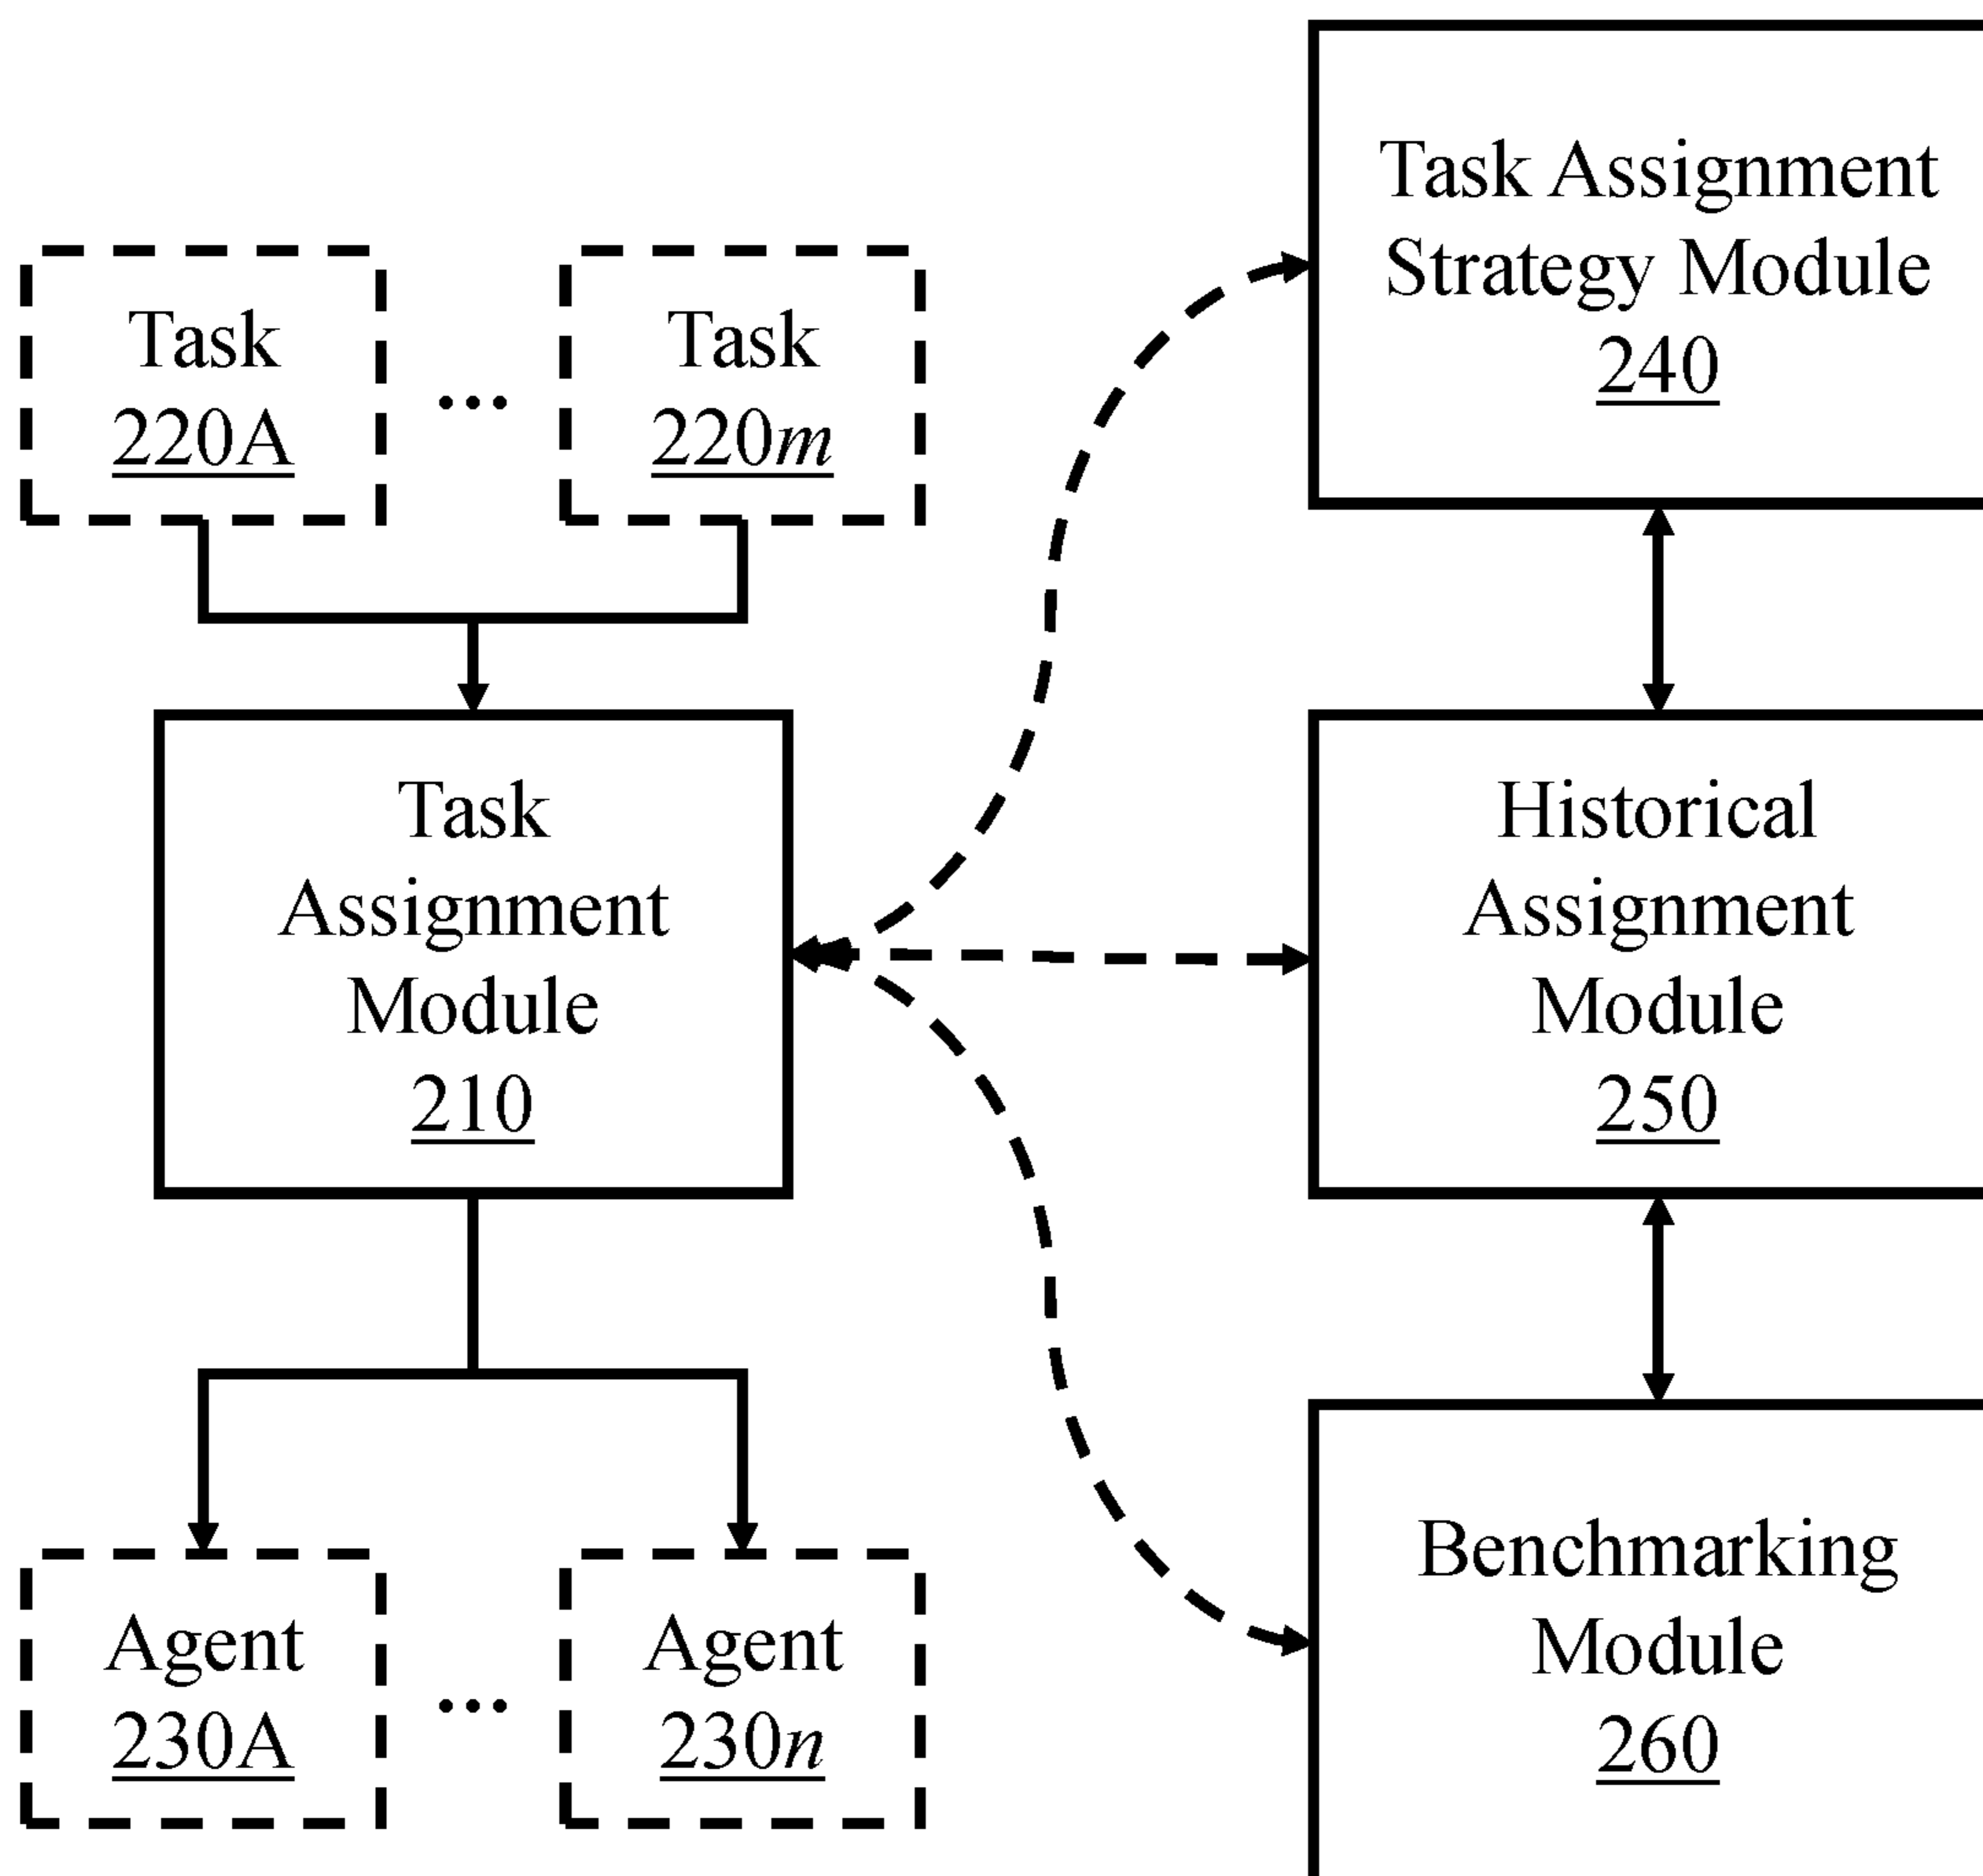 Task Assignment
Strategy Module
240
Task
220A
...
Task
220m
Task
Assignment
Module
210
Historical
Assignment
Module
250
Agent
230A
...
Agent
230n
Benchmarking
Module
260